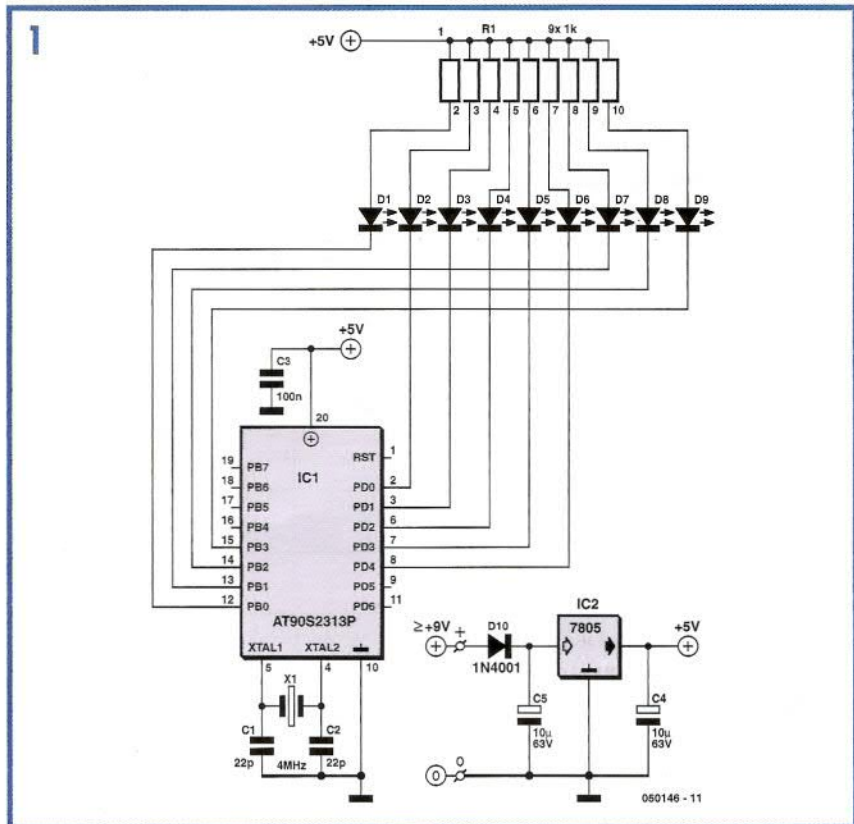 1
+5V
1
R1
9x 1k
2 3 4 5 6 7 8 9 10
D1 D2 D3 D4 D5 D6 D7 D8 D9
+5V
C3
100n
20
IC1
1 RST
19 PB7
18 PB6
17 PB5
16 PB4
15 PB3
14 PB2
13 PB1
12 PB0
PD0 2
PD1 3
PD2 6
PD3 7
PD4 8
PD5 9
PD6 11
AT90S2313P
XTAL1 XTAL2
5 4 10
X1
C1 C2
22p 4MHz 22p
IC2
≥+9V + D10 7805 +5V
1N4001
C5 C4
10µ 10µ
63V 63V
0 0
050146 - 11